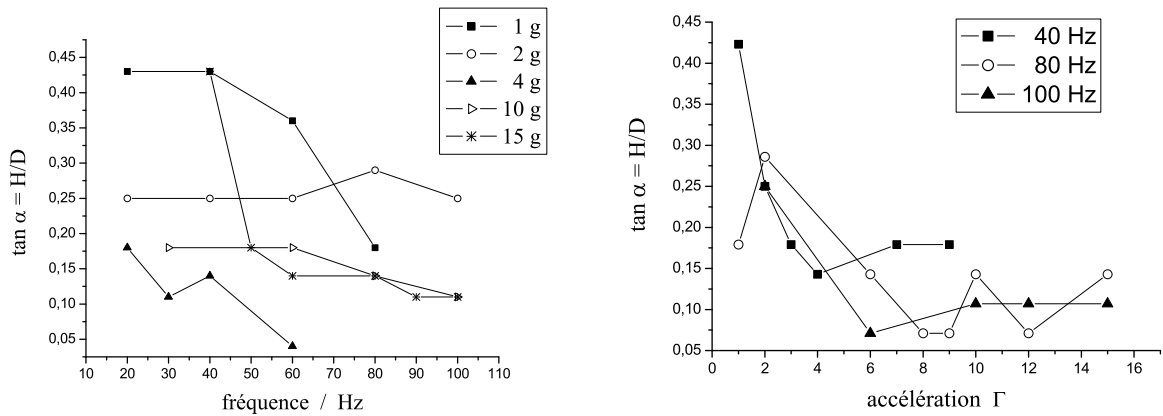 1 g
2 g
4 g
10 g
15 g
0,45
0,40
0,35
0,30
0,25
0,20
0,15
0,10
0,05
tan α = H/D
10 20 30 40 50 60 70 80 90 100 110
fréquence / Hz
40 Hz
80 Hz
100 Hz
0,45
0,40
0,35
0,30
0,25
0,20
0,15
0,10
0,05
tan α = H/D
0 2 4 6 8 10 12 14 16
accélération Γ